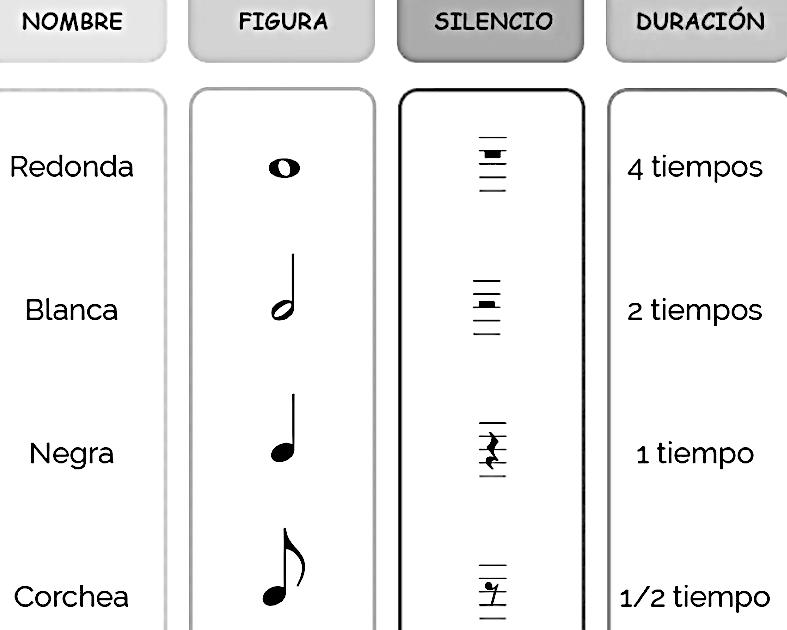 NOMBRE FIGURA SILENCIO DURACIÓN
Redonda 4 tiempos
Blanca 2 tiempos
Negra 1 tiempo
Corchea 1/2 tiempo